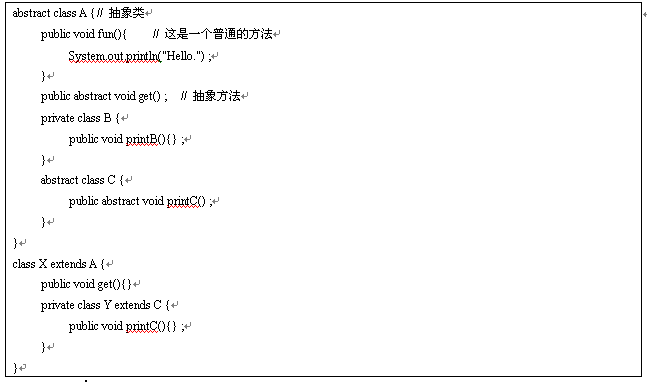 abstract class A { // 抽象类
public void fun(){ // 这是一个普通的方法
System.out.println("Hello.") ;
}
public abstract void get() ; // 抽象方法
private class B {
public void printB(){} ;
}
abstract class C {
public abstract void printC() ;
}
}
class X extends A {
public void get(){}
private class Y extends C {
public void printC(){} ;
}
}